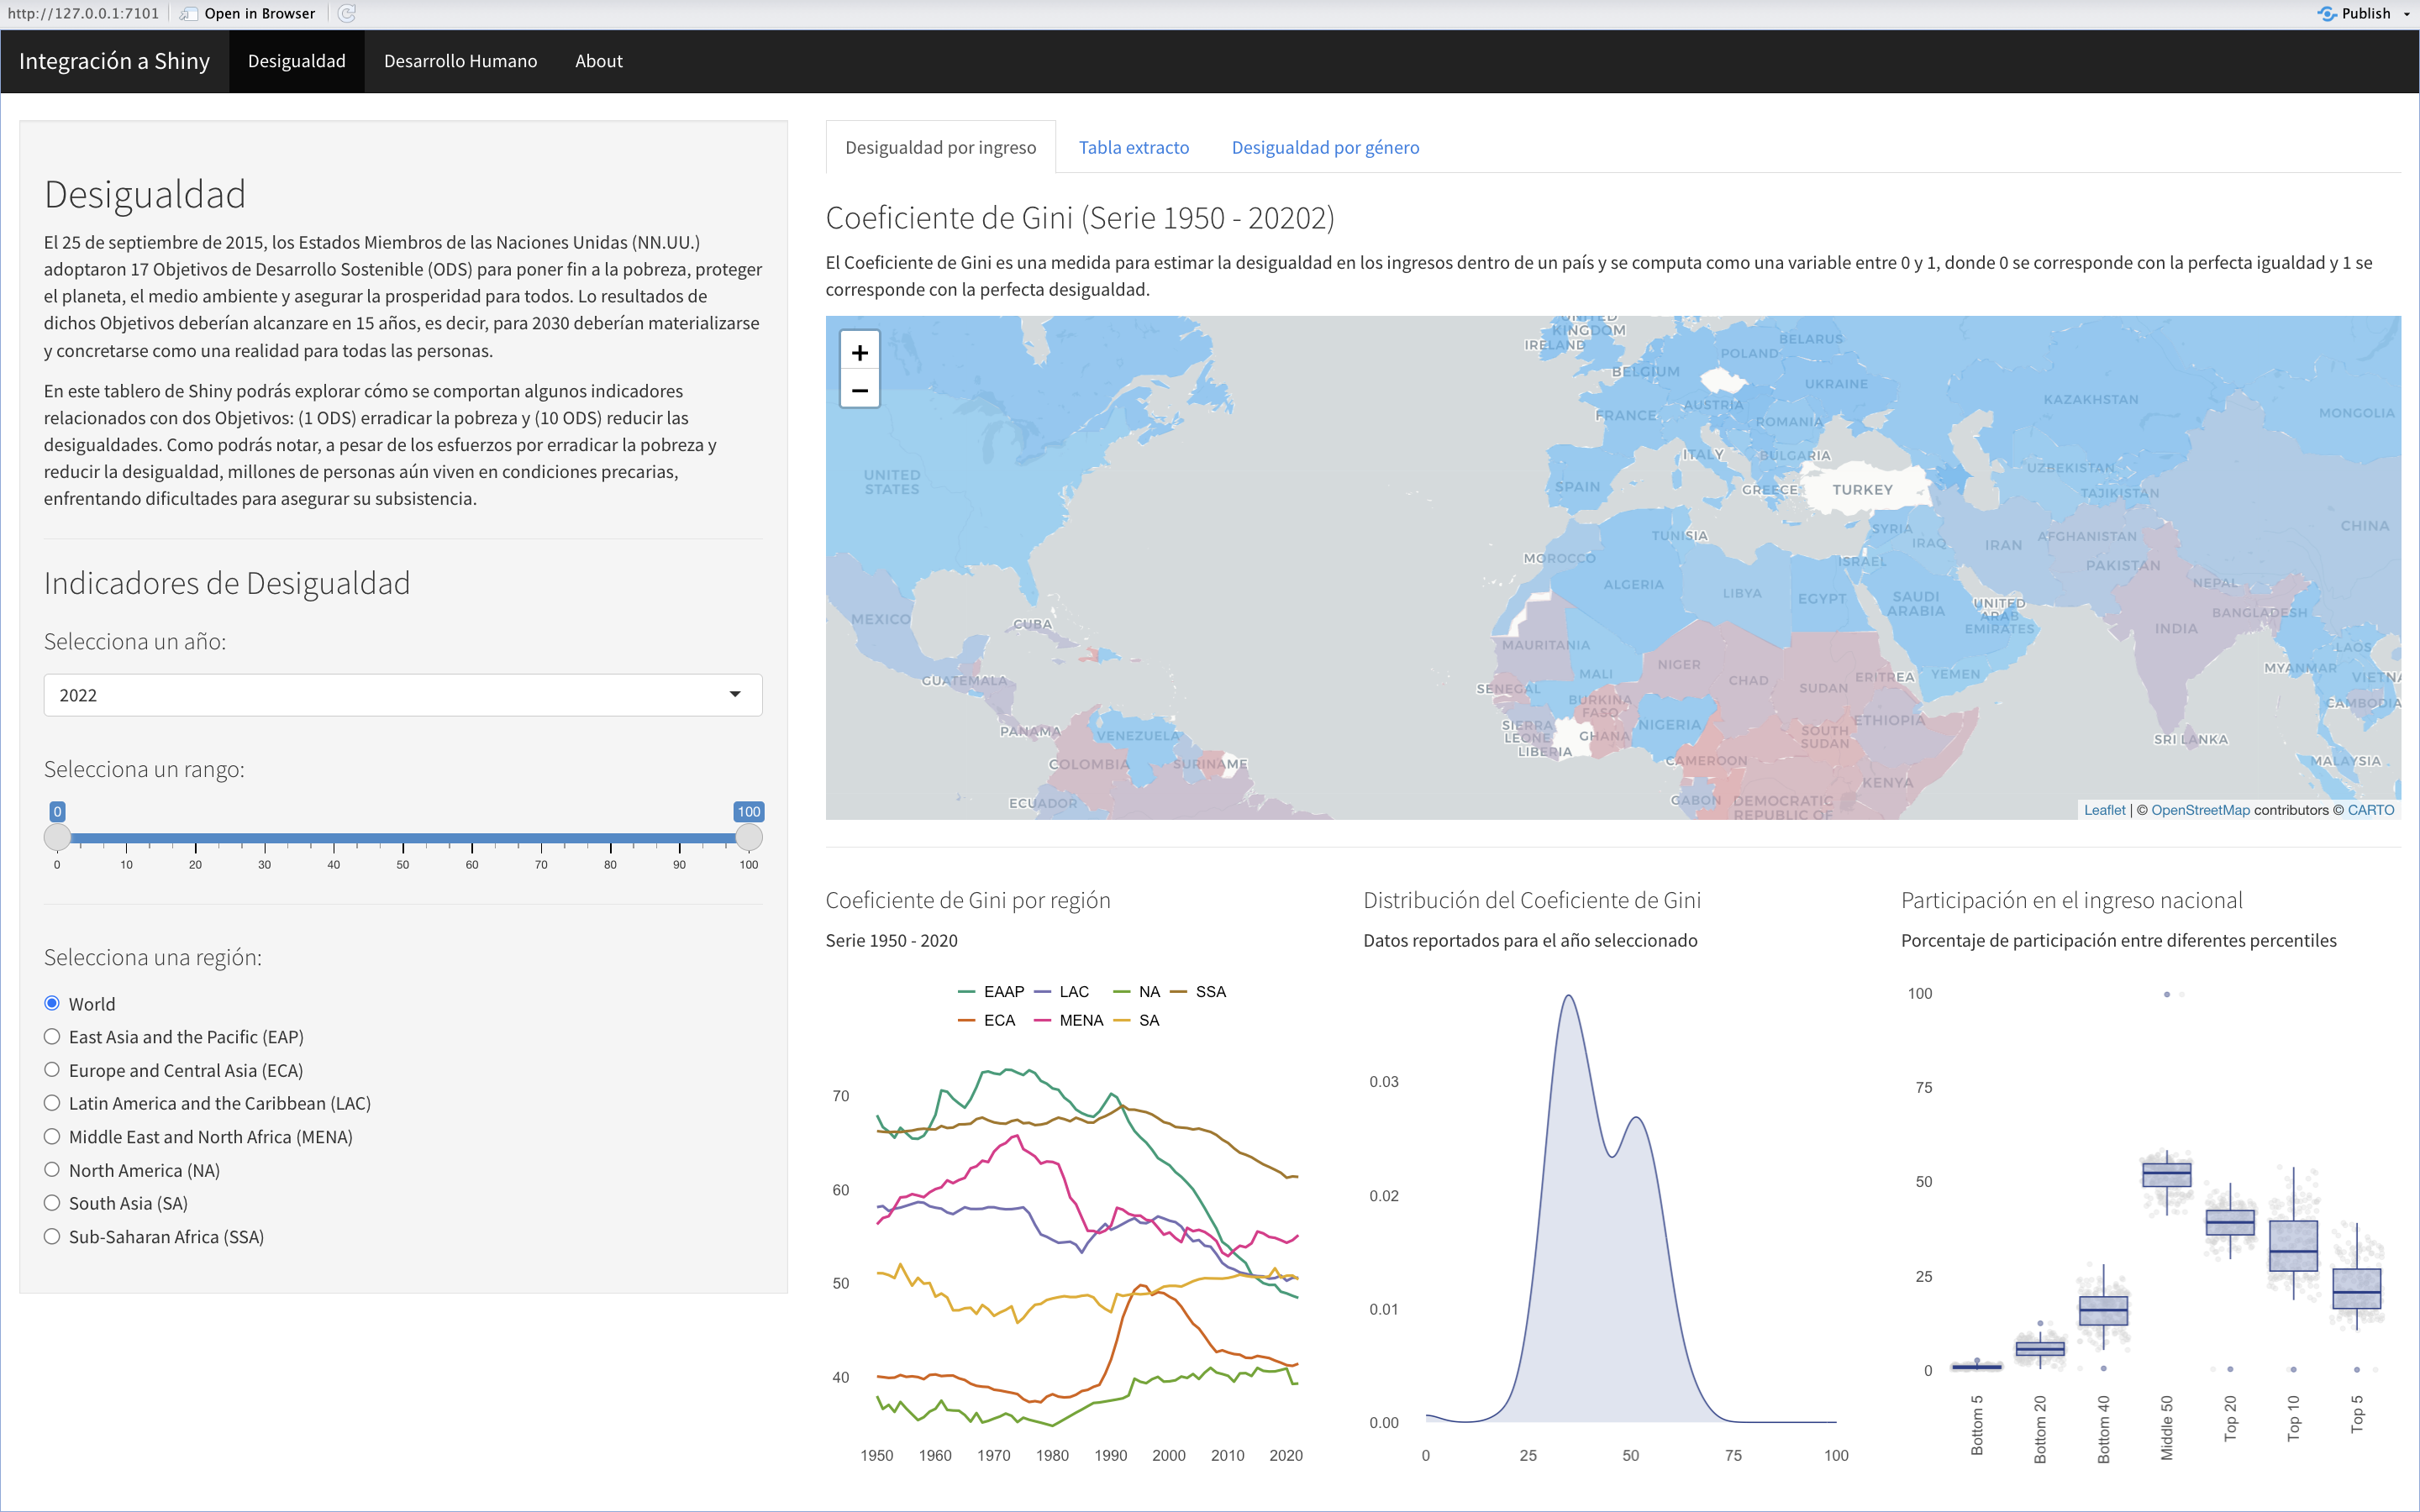 http://127.0.0.1:7101
Open in Browser
Publish
Integración a Shiny
Desigualdad
Desarrollo Humano
About
Desigualdad
El 25 de septiembre de 2015, los Estados Miembros de las Naciones Unidas (NN.UU.)
adoptaron 17 Objetivos de Desarrollo Sostenible (ODS) para poner fin a la pobreza, proteger
el planeta, el medio ambiente y asegurar la prosperidad para todos. Lo resultados de
dichos Objetivos deberían alcanzare en 15 años, es decir, para 2030 deberían materializarse
y concretarse como una realidad para todas las personas.
En este tablero de Shiny podrás explorar cómo se comportan algunos indicadores
relacionados con dos Objetivos: (1 ODS) erradicar la pobreza y (10 ODS) reducir las
desigualdades. Como podrás notar, a pesar de los esfuerzos por erradicar la pobreza y
reducir la desigualdad, millones de personas aún viven en condiciones precarias,
enfrentando dificultades para asegurar su subsistencia.
Indicadores de Desigualdad
Selecciona un año:
2022
Selecciona un rango:
0
100
0 10 20 30 40 50 60 70 80 90 100
Selecciona una región:
World
East Asia and the Pacific (EAP)
Europe and Central Asia (ECA)
Latin America and the Caribbean (LAC)
Middle East and North Africa (MENA)
North America (NA)
South Asia (SA)
Sub-Saharan Africa (SSA)
Desigualdad por ingreso
Tabla extracto
Desigualdad por género
Coeficiente de Gini (Serie 1950 - 20202)
El Coeficiente de Gini es una medida para estimar la desigualdad en los ingresos dentro de un país y se computa como una variable entre 0 y 1, donde 0 se corresponde con la perfecta igualdad y 1 se
corresponde con la perfecta desigualdad.
+
−
UNITED
KINGDOM
IRELAND
BELARUS
POLAND
BELGIUM
UKRAINE
KAZAKHSTAN
MONGOLIA
AUSTRIA
FRANCE
ROMANIA
ITALY
BULGARIA
UZBEKISTAN
UNITED
STATES
SPAIN
GREECE
TURKEY
TAJIKISTAN
CHINA
SYRIA
TUNISIA
IRAQ
IRAN
AFGHANISTAN
MOROCCO
ISRAEL
PAKISTAN
ALGERIA
LIBYA
EGYPT
NEPAL
SAUDI
ARABIA
UNITED
ARAB
EMIRATES
BANGLADESH
MEXICO
CUBA
INDIA
MAURITANIA
LAOS
NIGER
MALI
MYANMAR
GUATEMALA
CHAD
ERITREA
YEMEN
VIETNA
SENEGAL
SUDAN
BURKINA
FASO
CAMBODIA
ETHIOPIA
SIERRA
LEONE
NIGERIA
PANAMA
VENEZUELA
GHANA
SOUTH
SUDAN
SRI LANKA
LIBERIA
COLOMBIA
SURINAME
CAMEROON
MALAYSIA
KENYA
ECUADOR
GABON
DEMOCRATIC
REPUBLIC OF
Leaflet | © OpenStreetMap contributors © CARTO
Coeficiente de Gini por región
Serie 1950 - 2020
EAAP LAC NA SSA
ECA MENA SA
70
60
50
40
1950 1960 1970 1980 1990 2000 2010 2020
Distribución del Coeficiente de Gini
Datos reportados para el año seleccionado
0.03
0.02
0.01
0.00
0 25 50 75 100
Participación en el ingreso nacional
Porcentaje de participación entre diferentes percentiles
100
75
50
25
0
Bottom 5
Bottom 20
Bottom 40
Middle 50
Top 20
Top 10
Top 5